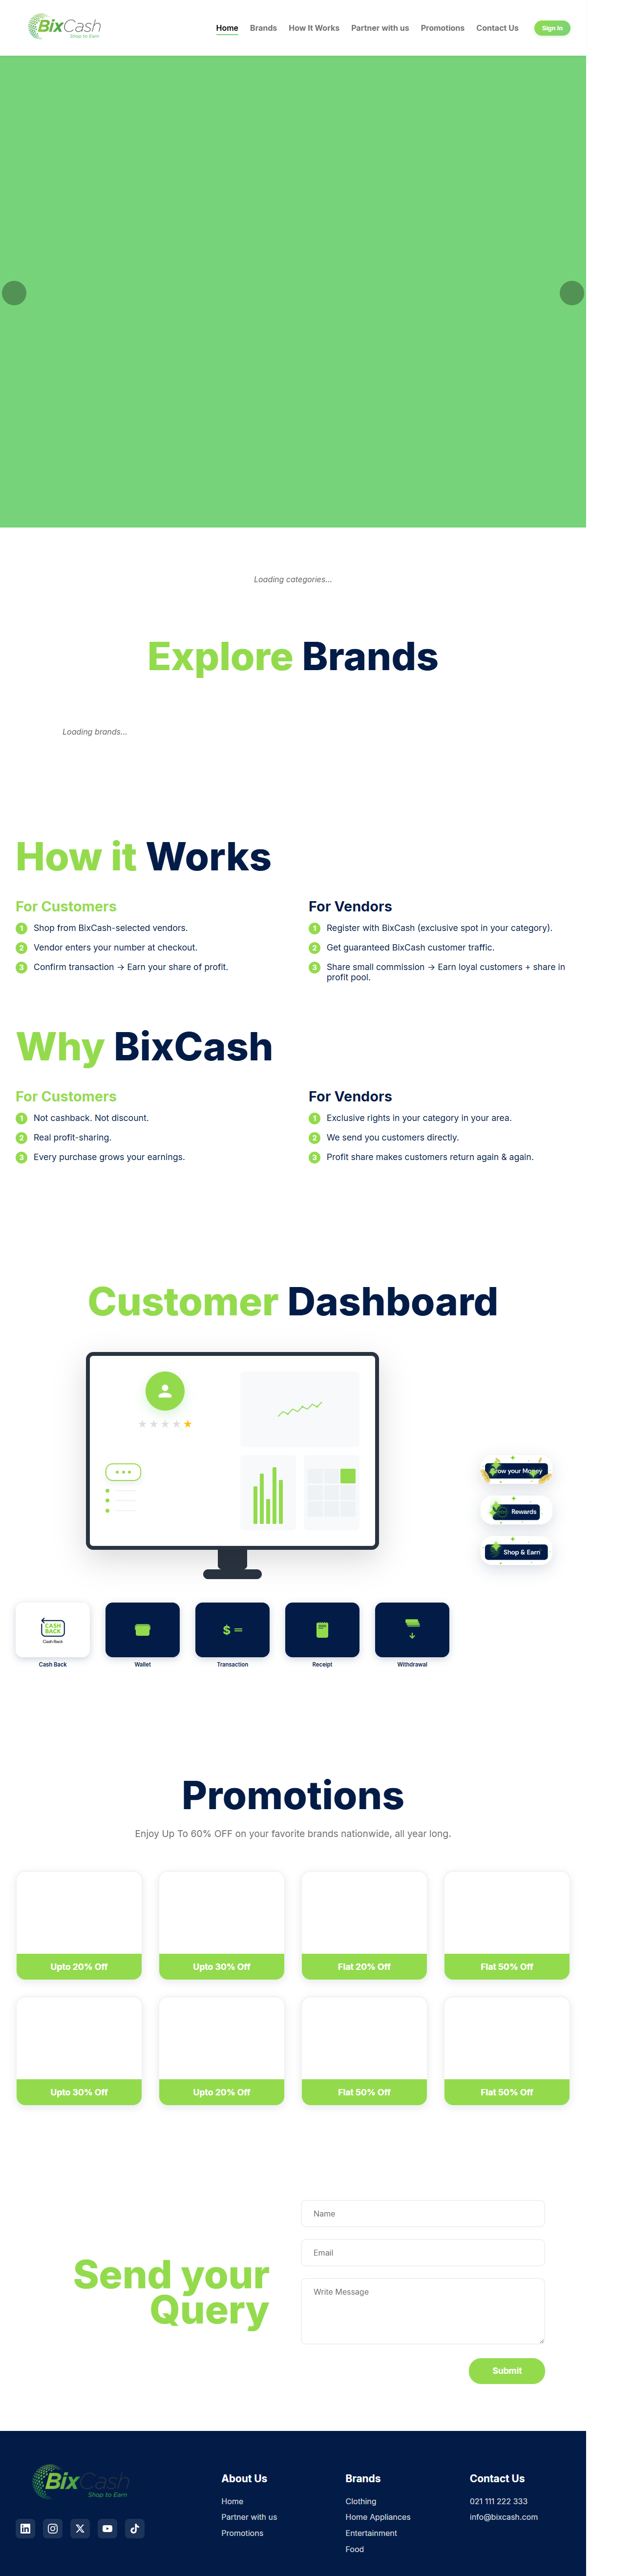 BixCash
Shop to Earn
Home
Brands
How It Works
Partner with us
Promotions
Contact Us
Sign In
Loading categories...
Explore Brands
Loading brands...
How it Works
For Customers
1 Shop from BixCash-selected vendors.
2 Vendor enters your number at checkout.
3 Confirm transaction → Earn your share of profit.
For Vendors
1 Register with BixCash (exclusive spot in your category).
2 Get guaranteed BixCash customer traffic.
3 Share small commission → Earn loyal customers + share in
profit pool.
Why BixCash
For Customers
1 Not cashback. Not discount.
2 Real profit-sharing.
3 Every purchase grows your earnings.
For Vendors
1 Exclusive rights in your category in your area.
2 We send you customers directly.
3 Profit share makes customers return again & again.
Customer Dashboard
Grow your Money
Rewards
Shop & Earn
CASH
BACK
Cash Back
$
Cash Back
Wallet
Transaction
Receipt
Withdrawal
Promotions
Enjoy Up To 60% OFF on your favorite brands nationwide, all year long.
Upto 20% Off
Upto 30% Off
Flat 20% Off
Flat 50% Off
Upto 30% Off
Upto 20% Off
Flat 50% Off
Flat 50% Off
Send your
Query
Name
Email
Write Message
Submit
BixCash
Shop to Earn
About Us
Home
Partner with us
Promotions
Brands
Clothing
Home Appliances
Entertainment
Food
Contact Us
021 111 222 333
info@bixcash.com